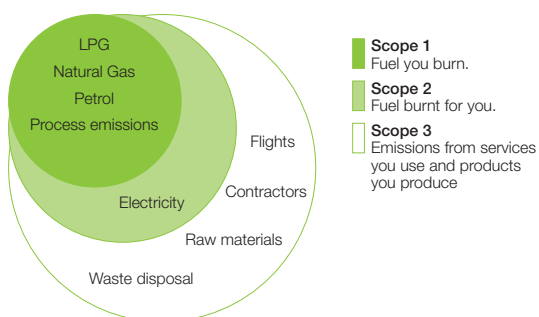 LPG
Natural Gas
Petrol
Process emissions
Electricity
Flights
Contractors
Raw materials
Waste disposal
Scope 1
Fuel you burn.
Scope 2
Fuel burnt for you.
Scope 3
Emissions from services
you use and products
you produce